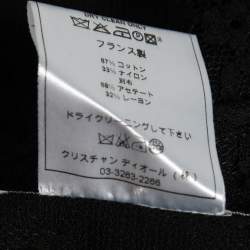 DRY CLEAN ONLY
フランス製
67% コットン
33% ナイロン
別布
68% アセテート
32% レーヨン
ドライクリーニングして下さい
クリスチャン ディオール (株)
03-3263-2266